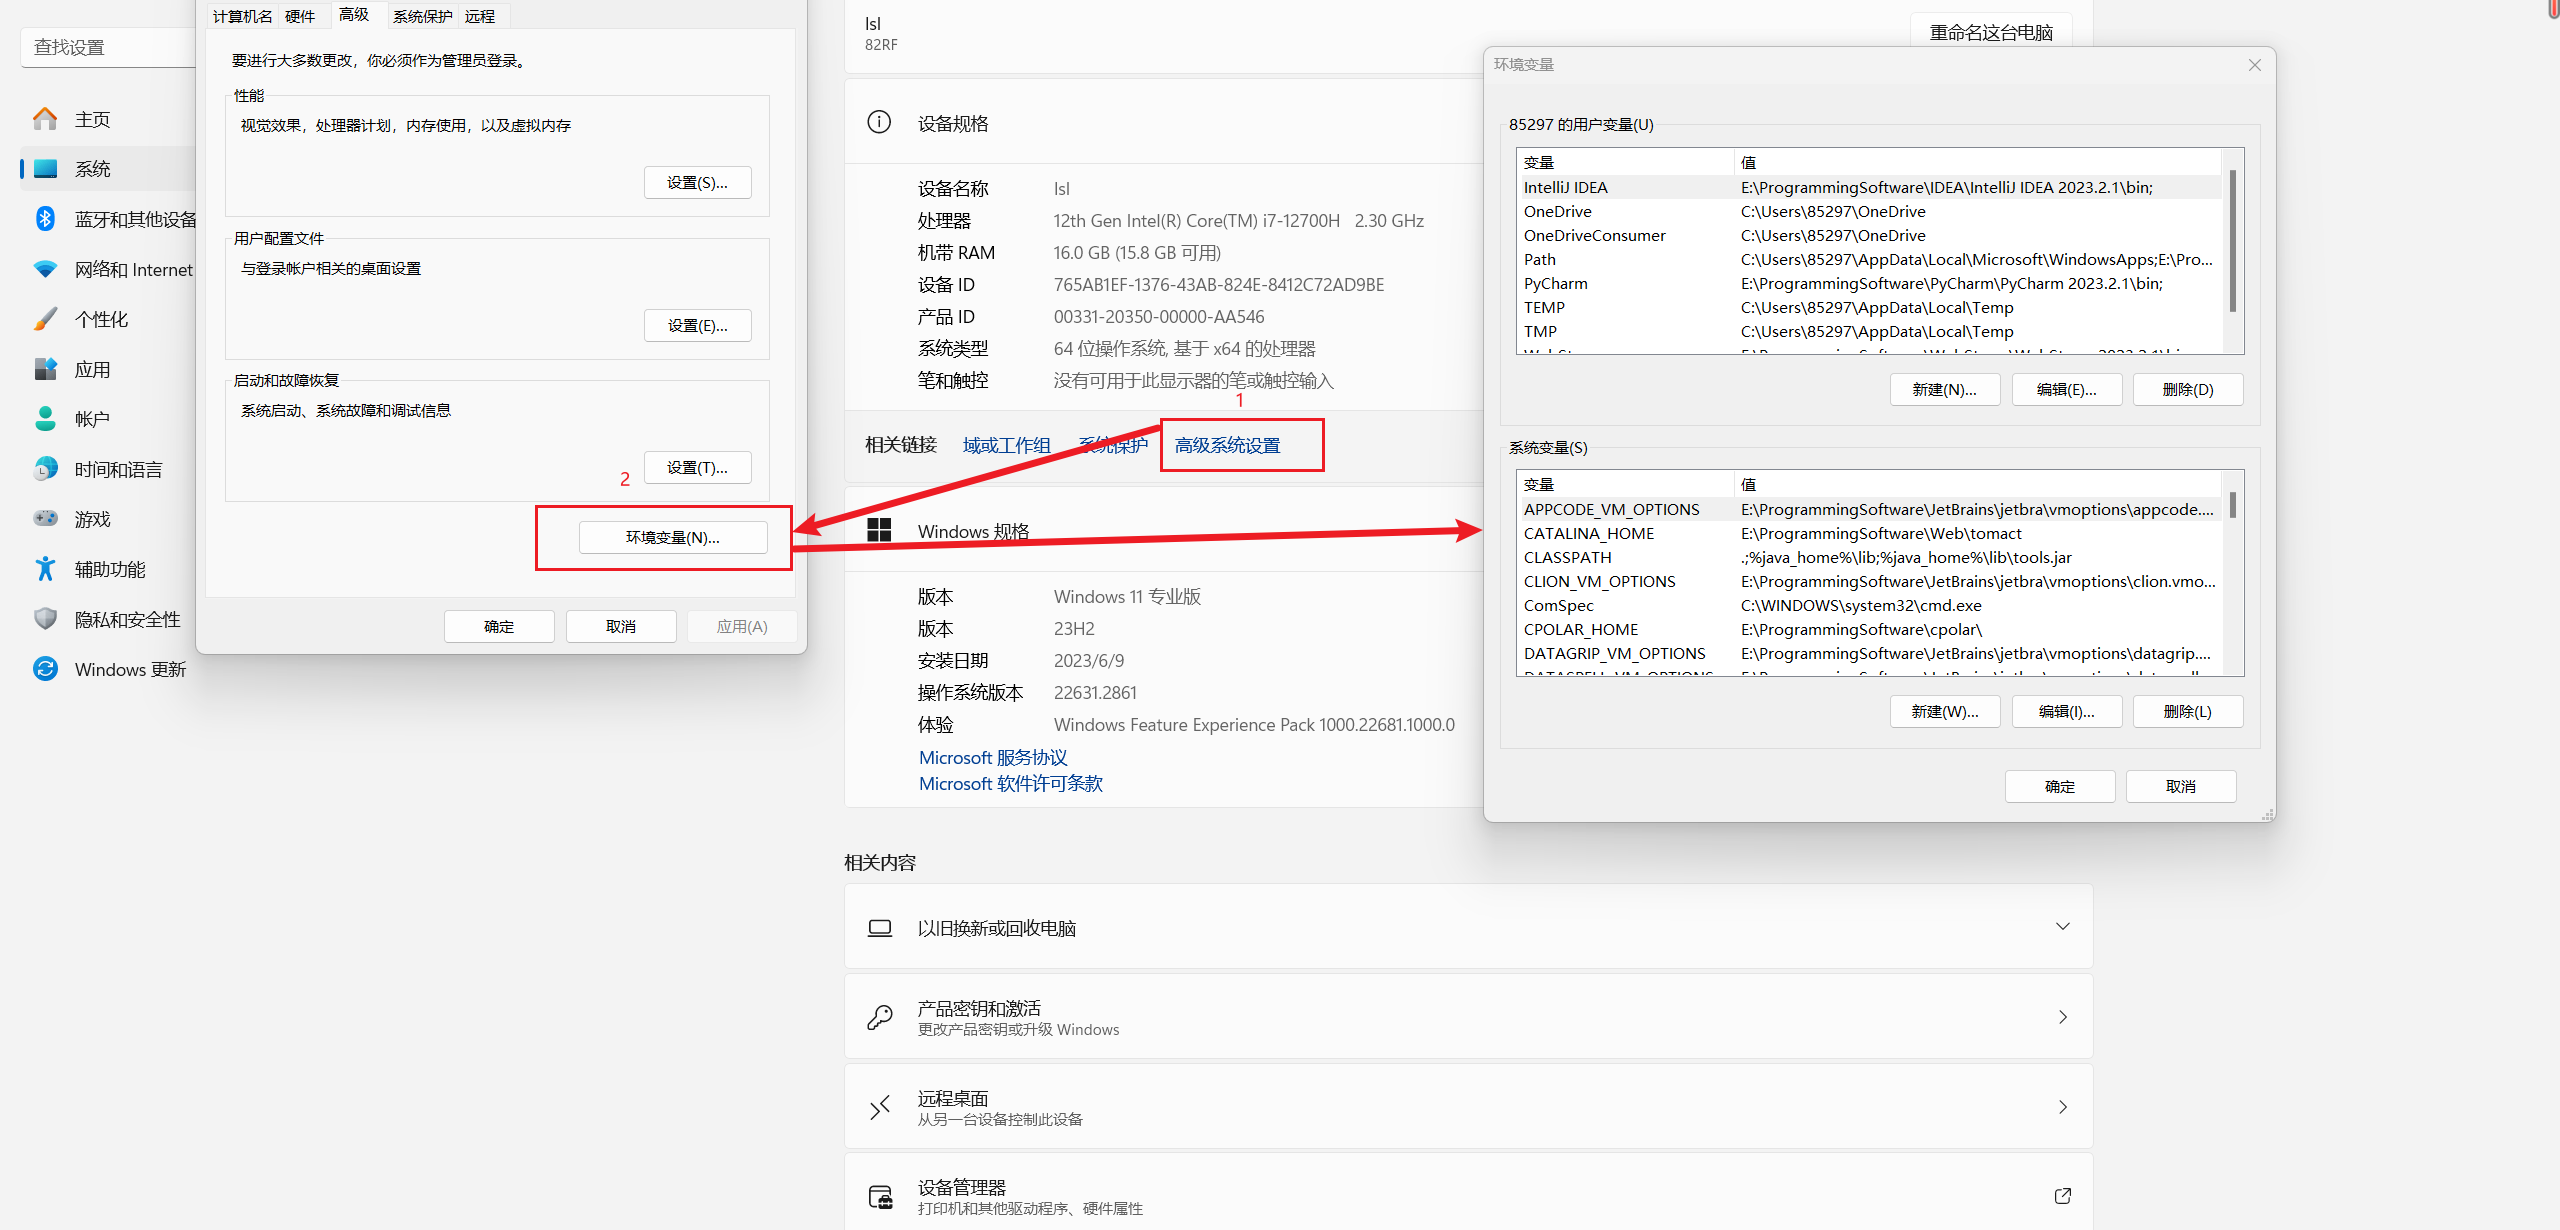 查找设置
主页
系统
蓝牙和其他设备
网络和 Internet
个性化
应用
帐户
时间和语言
游戏
辅助功能
隐私和安全性
Windows 更新
计算机名 硬件 高级 系统保护 远程
要进行大多数更改，你必须作为管理员登录。
性能
视觉效果，处理器计划，内存使用，以及虚拟内存
设置(S)...
用户配置文件
与登录帐户相关的桌面设置
设置(E)...
启动和故障恢复
系统启动、系统故障和调试信息
设置(T)...
2
环境变量(N)...
确定 取消 应用(A)
lsl
82RF
重命名这台电脑
设备规格
设备名称 lsl
处理器 12th Gen Intel(R) Core(TM) i7-12700H 2.30 GHz
机带 RAM 16.0 GB (15.8 GB 可用)
设备 ID 765AB1EF-1376-43AB-824E-8412C72AD9BE
产品 ID 00331-20350-00000-AA546
系统类型 64 位操作系统, 基于 x64 的处理器
笔和触控 没有可用于此显示器的笔或触控输入
1
相关链接 域或工作组 系统保护 高级系统设置
Windows 规格
版本 Windows 11 专业版
版本 23H2
安装日期 2023/6/9
操作系统版本 22631.2861
体验 Windows Feature Experience Pack 1000.22681.1000.0
Microsoft 服务协议
Microsoft 软件许可条款
相关内容
以旧换新或回收电脑
产品密钥和激活
更改产品密钥或升级 Windows
远程桌面
从另一台设备控制此设备
设备管理器
打印机和其他驱动程序、硬件属性
环境变量
85297 的用户变量(U)
变量 值
IntelliJ IDEA E:\ProgrammingSoftware\IDEA\IntelliJ IDEA 2023.2.1\bin;
OneDrive C:\Users\85297\OneDrive
OneDriveConsumer C:\Users\85297\OneDrive
Path C:\Users\85297\AppData\Local\Microsoft\WindowsApps;E:\Pro...
PyCharm E:\ProgrammingSoftware\PyCharm\PyCharm 2023.2.1\bin;
TEMP C:\Users\85297\AppData\Local\Temp
TMP C:\Users\85297\AppData\Local\Temp
新建(N)... 编辑(E)... 删除(D)
系统变量(S)
变量 值
APPCODE_VM_OPTIONS E:\ProgrammingSoftware\JetBrains\jetbra\vmoptions\appcode....
CATALINA_HOME E:\ProgrammingSoftware\Web\tomact
CLASSPATH .;%java_home%\lib;%java_home%\lib\tools.jar
CLION_VM_OPTIONS E:\ProgrammingSoftware\JetBrains\jetbra\vmoptions\clion.vmo...
ComSpec C:\WINDOWS\system32\cmd.exe
CPOLAR_HOME E:\ProgrammingSoftware\cpolar\
DATAGRIP_VM_OPTIONS E:\ProgrammingSoftware\JetBrains\jetbra\vmoptions\datagrip....
新建(W)... 编辑(I)... 删除(L)
确定 取消